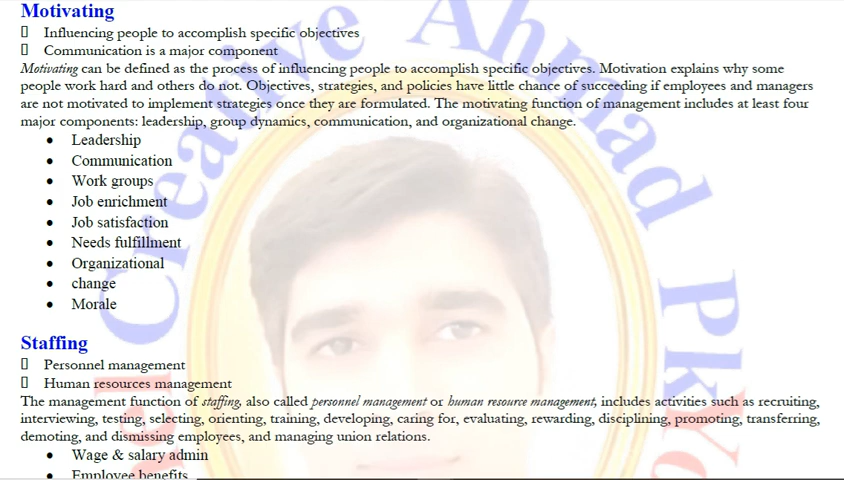 Motivating
Influencing people to accomplish specific objectives
Communication is a major component
Motivating can be defined as the process of influencing people to accomplish specific objectives. Motivation explains why some
people work hard and others do not. Objectives, strategies, and policies have little chance of succeeding if employees and managers
are not motivated to implement strategies once they are formulated. The motivating function of management includes at least four
major components: leadership, group dynamics, communication, and organizational change.
• Leadership
• Communication
• Work groups
• Job enrichment
• Job satisfaction
• Needs fulfillment
• Organizational
• change
• Morale
Staffing
Personnel management
Human resources management
The management function of staffing, also called personnel management or human resource management, includes activities such as recruiting,
interviewing, testing, selecting, orienting, training, developing, caring for, evaluating, rewarding, disciplining, promoting, transferring,
demoting, and dismissing employees, and managing union relations.
• Wage & salary admin
• Employee benefits
Creative Ahmad Pk